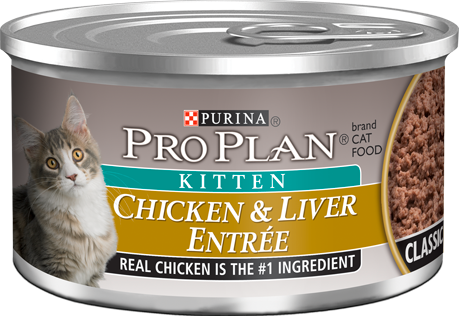 PURINA®
PRO PLAN®
brand
CAT
FOOD
KITTEN
CHICKEN & LIVER
ENTRÉE
REAL CHICKEN IS THE #1 INGREDIENT
CLASSIC